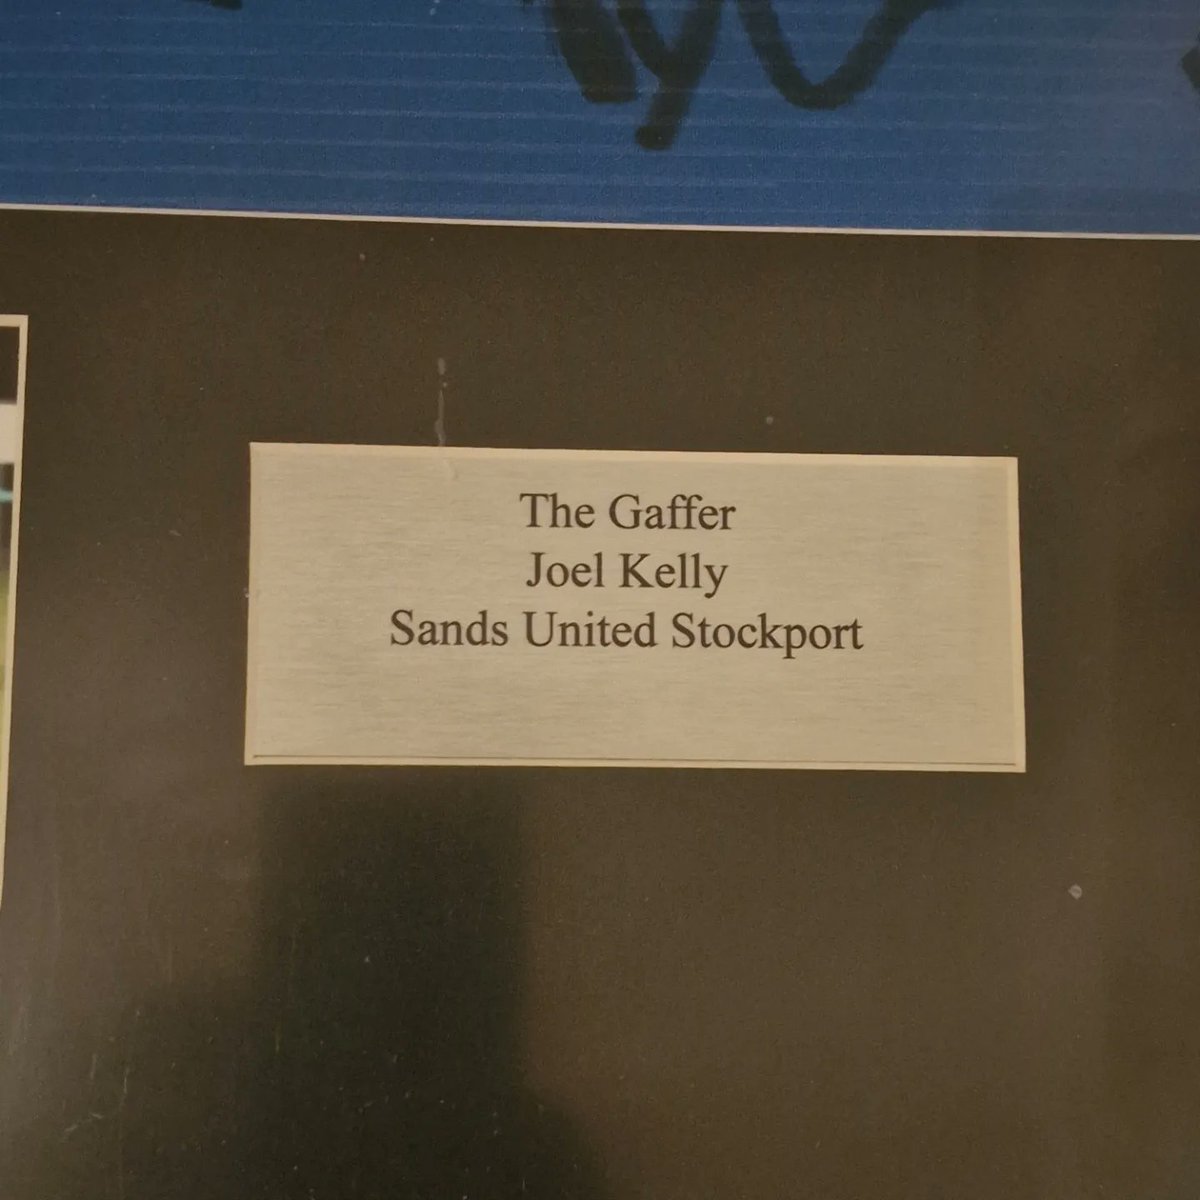 The Gaffer
Joel Kelly
Sands United Stockport